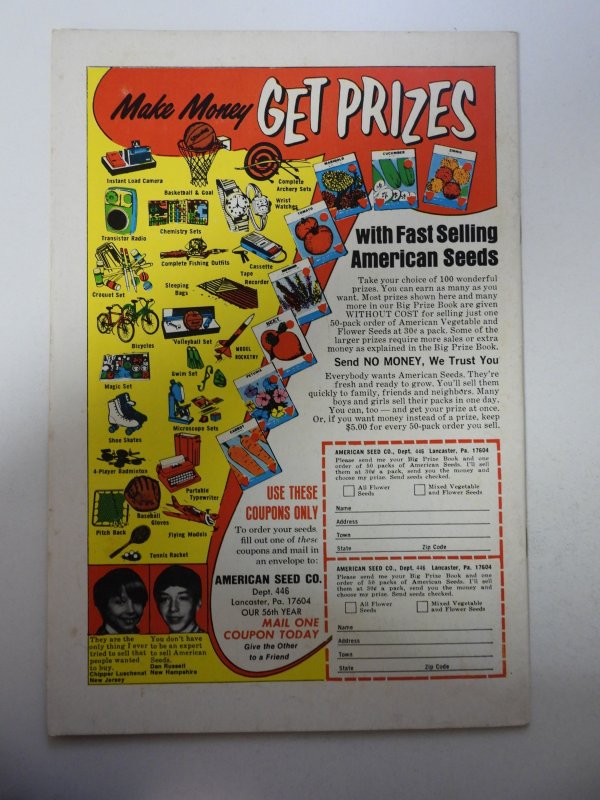 Make Money GET PRIZES
Instant Load Camera
Basketball & Goal
Complete
Archery Sets
Wrist
Watches
Transistor Radio
Chemistry Sets
Complete Fishing Outfits
Cassette
Tape
Recorder
Croquet Set
Sleeping
Bags
Bicycles
Volleyball Set
MODEL
ROCKETRY
Magic Set
Swim Set
Shoe Skates
Microscope Sets
4-Player Badminton
Portable
Typewriter
Pitch Back
Baseball
Gloves
Flying Models
Tennis Racket
MARIGOLD
CUCUMBER
ZINNIA
TOMATO
BEET
PETUNIA
CARROT
with Fast Selling
American Seeds
Take your choice of 100 wonderful
prizes. You can earn as many as you
want. Most prizes shown here and many
more in our Big Prize Book are given
WITHOUT COST for selling just one
50-pack order of American Vegetable and
Flower Seeds at 30¢ a pack. Some of the
larger prizes require more sales or extra
money as explained in the Big Prize Book.
Send NO MONEY, We Trust You
Everybody wants American Seeds. They're
fresh and ready to grow. You'll sell them
quickly to family, friends and neighbors. Many
boys and girls sell their packs in one day.
You can, too — and get your prize at once.
Or, if you want money instead of a prize, keep
$5.00 for every 50-pack order you sell.
USE THESE
COUPONS ONLY
To order your seeds
fill out one of these
coupons and mail in
an envelope to:
AMERICAN SEED CO.
Dept. 446
Lancaster, Pa. 17604
OUR 56th YEAR
MAIL ONE
COUPON TODAY
Give the Other
to a Friend
They are the
only thing I ever
tried to sell that
people wanted
to buy.
Chipper Luechenat
New Jersey
You don't have
to be an expert
to sell American
Seeds.
Dan Russell
New Hampshire
AMERICAN SEED CO., Dept. 446 Lancaster, Pa. 17604
Please send me your Big Prize Book and one
order of 50 packs of American Seeds. I'll sell
them at 30¢ a pack, send you the money and
choose my prize. Send seeds checked.
All Flower
Seeds
Mixed Vegetable
and Flower Seeds
Name
Address
Town
State Zip Code
AMERICAN SEED CO., Dept. 446 Lancaster, Pa. 17604
Please send me your Big Prize Book and one
order of 50 packs of American Seeds. I'll sell
them at 30¢ a pack, send you the money and
choose my prize. Send seeds checked.
All Flower
Seeds
Mixed Vegetable
and Flower Seeds
Name
Address
Town
State Zip Code